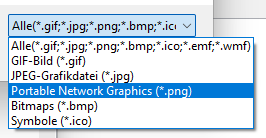 Alle(*.gif;*.jpg;*.png;*.bmp;*.ico
Alle(*.gif;*.jpg;*.png;*.bmp;*.ico;*.emf;*.wmf)
GIF-Bild (*.gif)
JPEG-Grafikdatei (*.jpg)
Portable Network Graphics (*.png)
Bitmaps (*.bmp)
Symbole (*.ico)